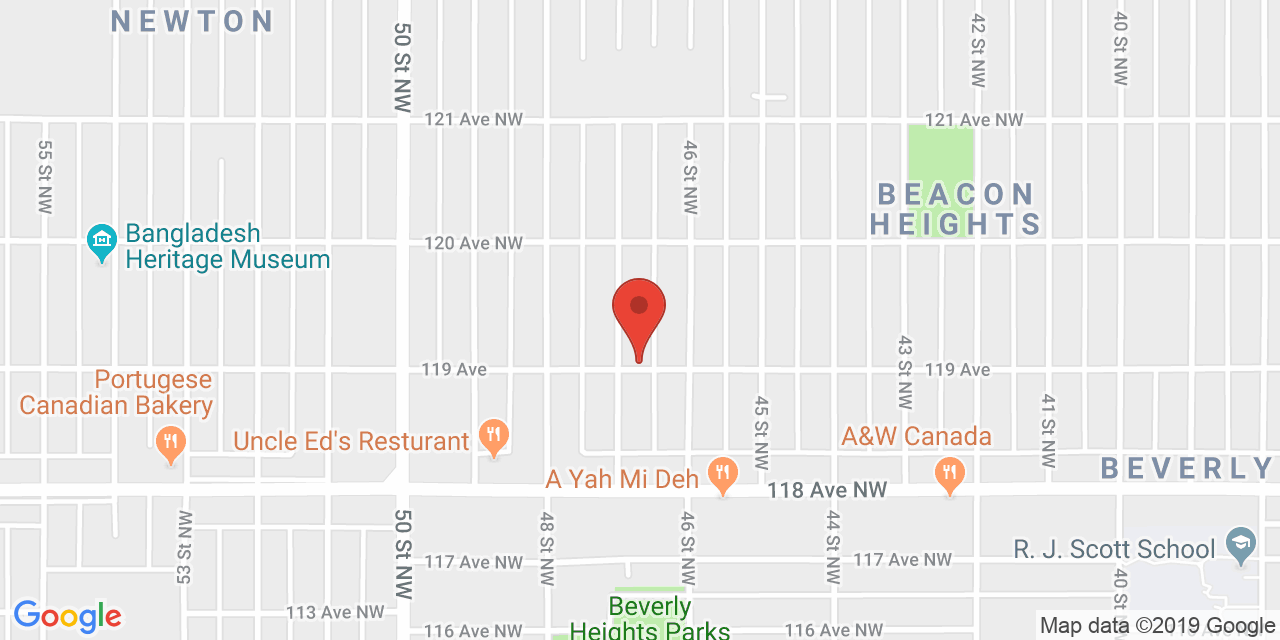 NEWTON
50 St NW
42 St NW
40 St NW
121 Ave NW
121 Ave NW
55 St NW
46 St NW
BEACON
HEIGHTS
Bangladesh
Heritage Museum
120 Ave NW
120 Ave NW
119 Ave
119 Ave
43 St NW
Portugese
Canadian Bakery
Uncle Ed's Resturant
45 St NW
A&W Canada
41 St NW
A Yah Mi Deh
118 Ave NW
BEVERLY
53 St NW
50 St NW
48 St NW
46 St NW
44 St NW
117 Ave NW
117 Ave NW
R. J. Scott School
40 St
Google
113 Ave NW
Beverly
Heights Parks
116 Ave NW
116 Ave NW
Map data ©2019 Google